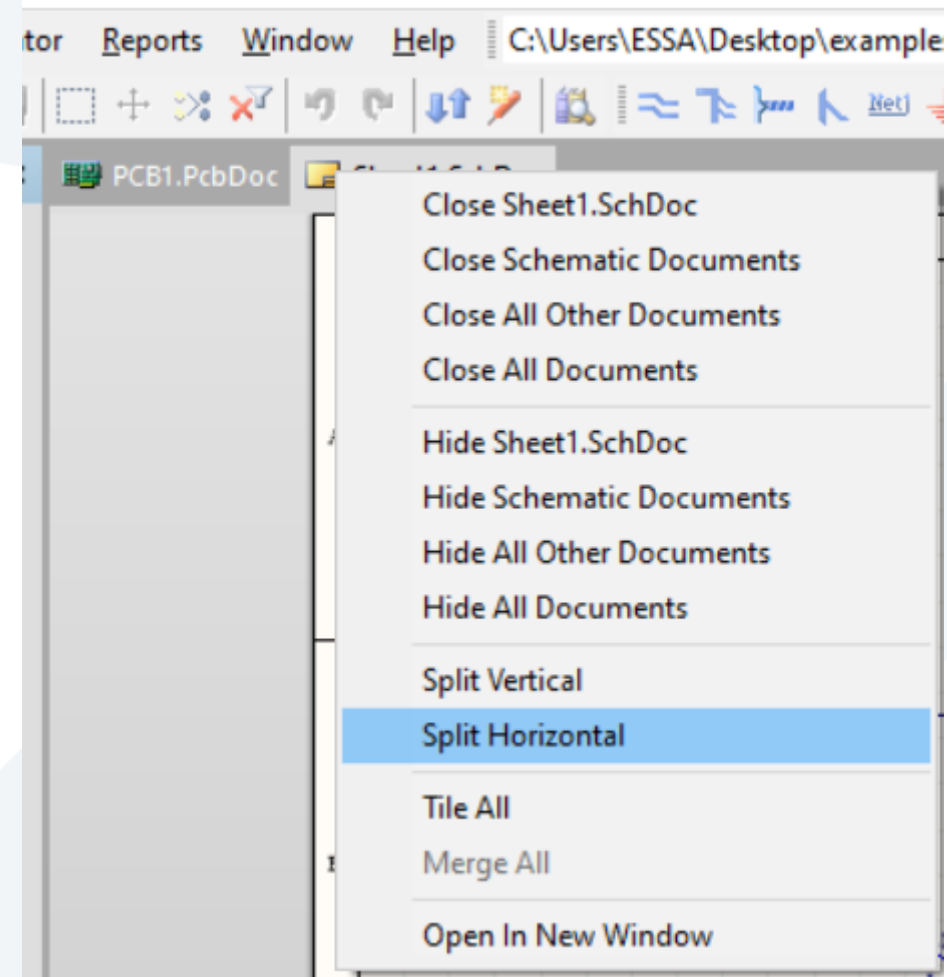 tor Reports Window Help C:\Users\ESSA\Desktop\example
Net1
PCB1.PcbDoc
Close Sheet1.SchDoc
Close Schematic Documents
Close All Other Documents
Close All Documents
Hide Sheet1.SchDoc
Hide Schematic Documents
Hide All Other Documents
Hide All Documents
Split Vertical
Split Horizontal
Tile All
Merge All
Open In New Window